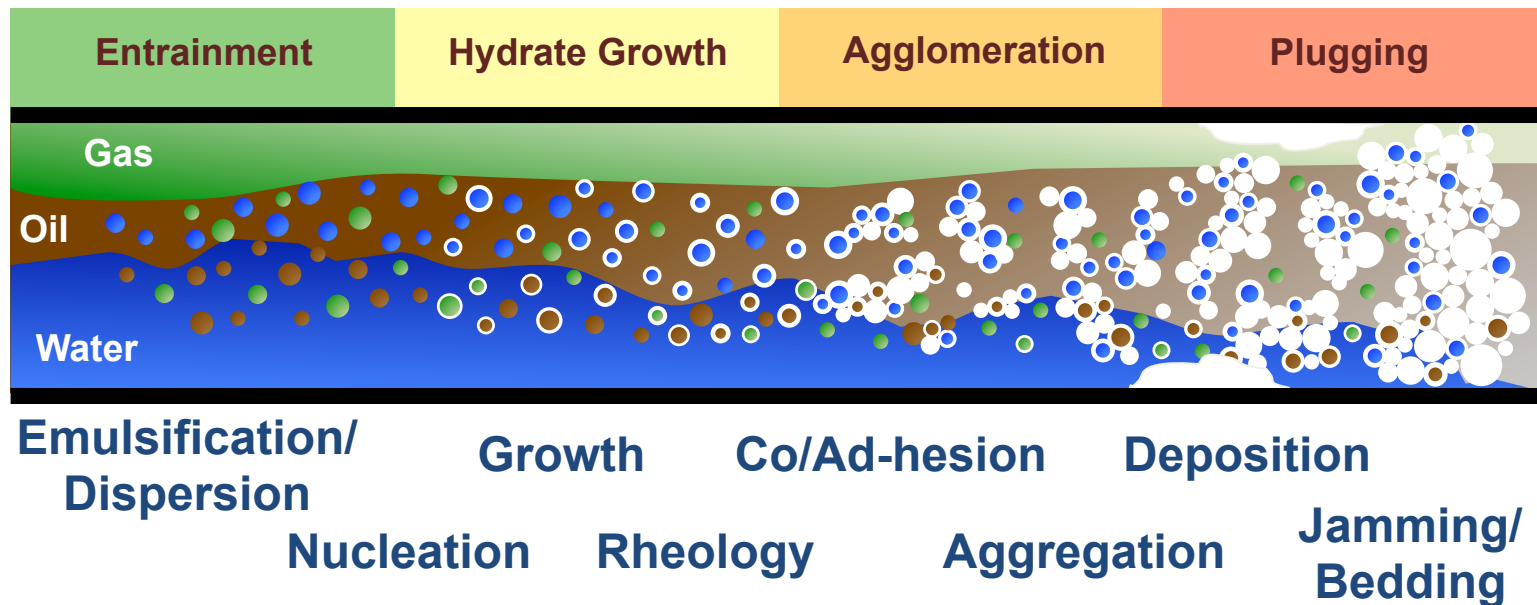 Entrainment
Hydrate Growth
Agglomeration
Plugging
Gas
Oil
Water
Emulsification/
Dispersion
Nucleation
Growth
Rheology
Co/Ad-hesion
Aggregation
Deposition
Jamming/
Bedding